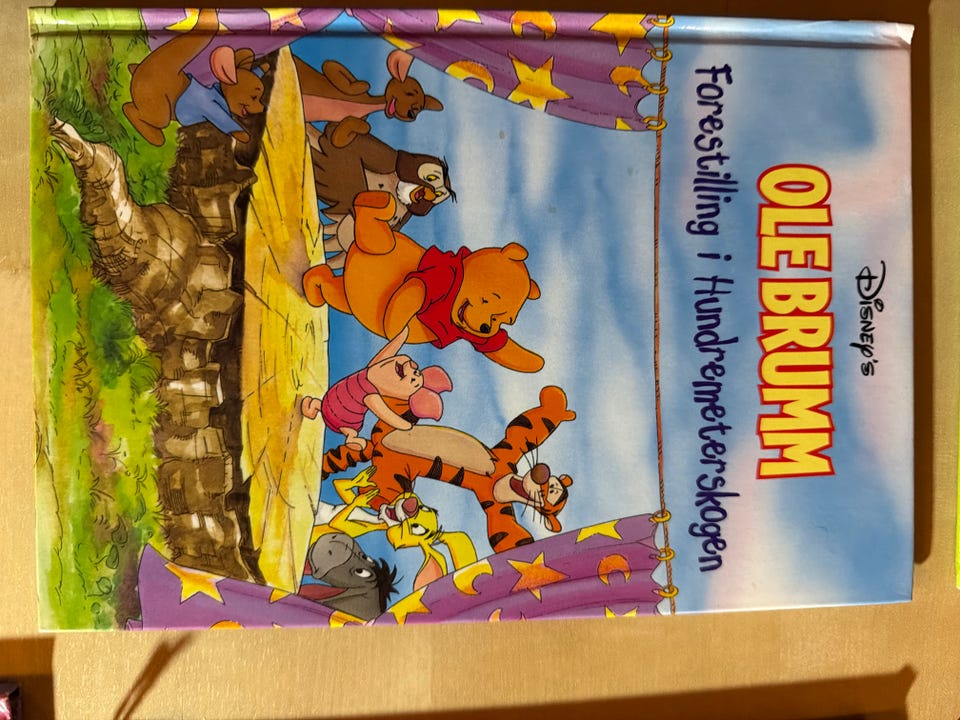 DISNEY'S
OLE BRUMM
Forestilling i Hundremeterskogen